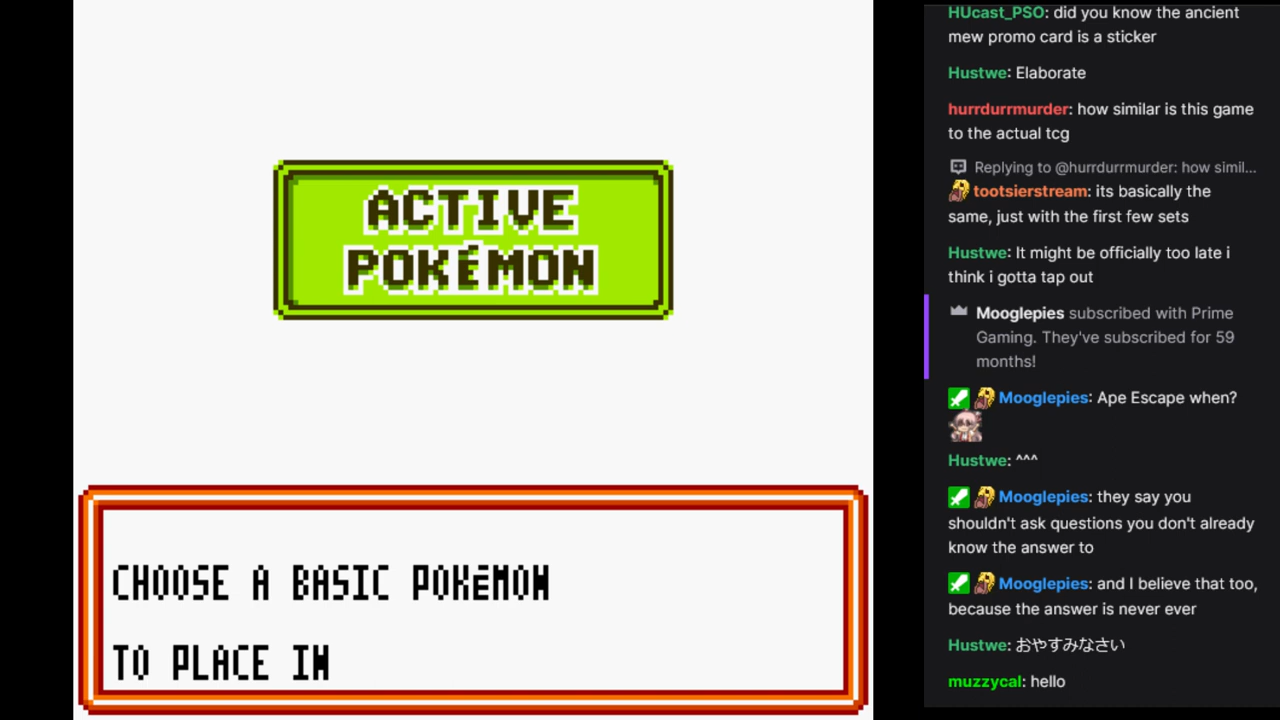 ACTIVE
POKÉMON
CHOOSE A BASIC POKéMON
TO PLACE IN
HUcast_PSO: did you know the ancient
mew promo card is a sticker
Hustwe: Elaborate
hurrdurrmurder: how similar is this game
to the actual tcg
Replying to @hurrdurrmurder: how simil...
tootsierstream: its basically the
same, just with the first few sets
Hustwe: It might be officially too late i
think i gotta tap out
Mooglepies subscribed with Prime
Gaming. They've subscribed for 59
months!
Mooglepies: Ape Escape when?
Hustwe: ^^^
Mooglepies: they say you
shouldn't ask questions you don't already
know the answer to
Mooglepies: and I believe that too,
because the answer is never ever
Hustwe: おやすみなさい
muzzycal: hello